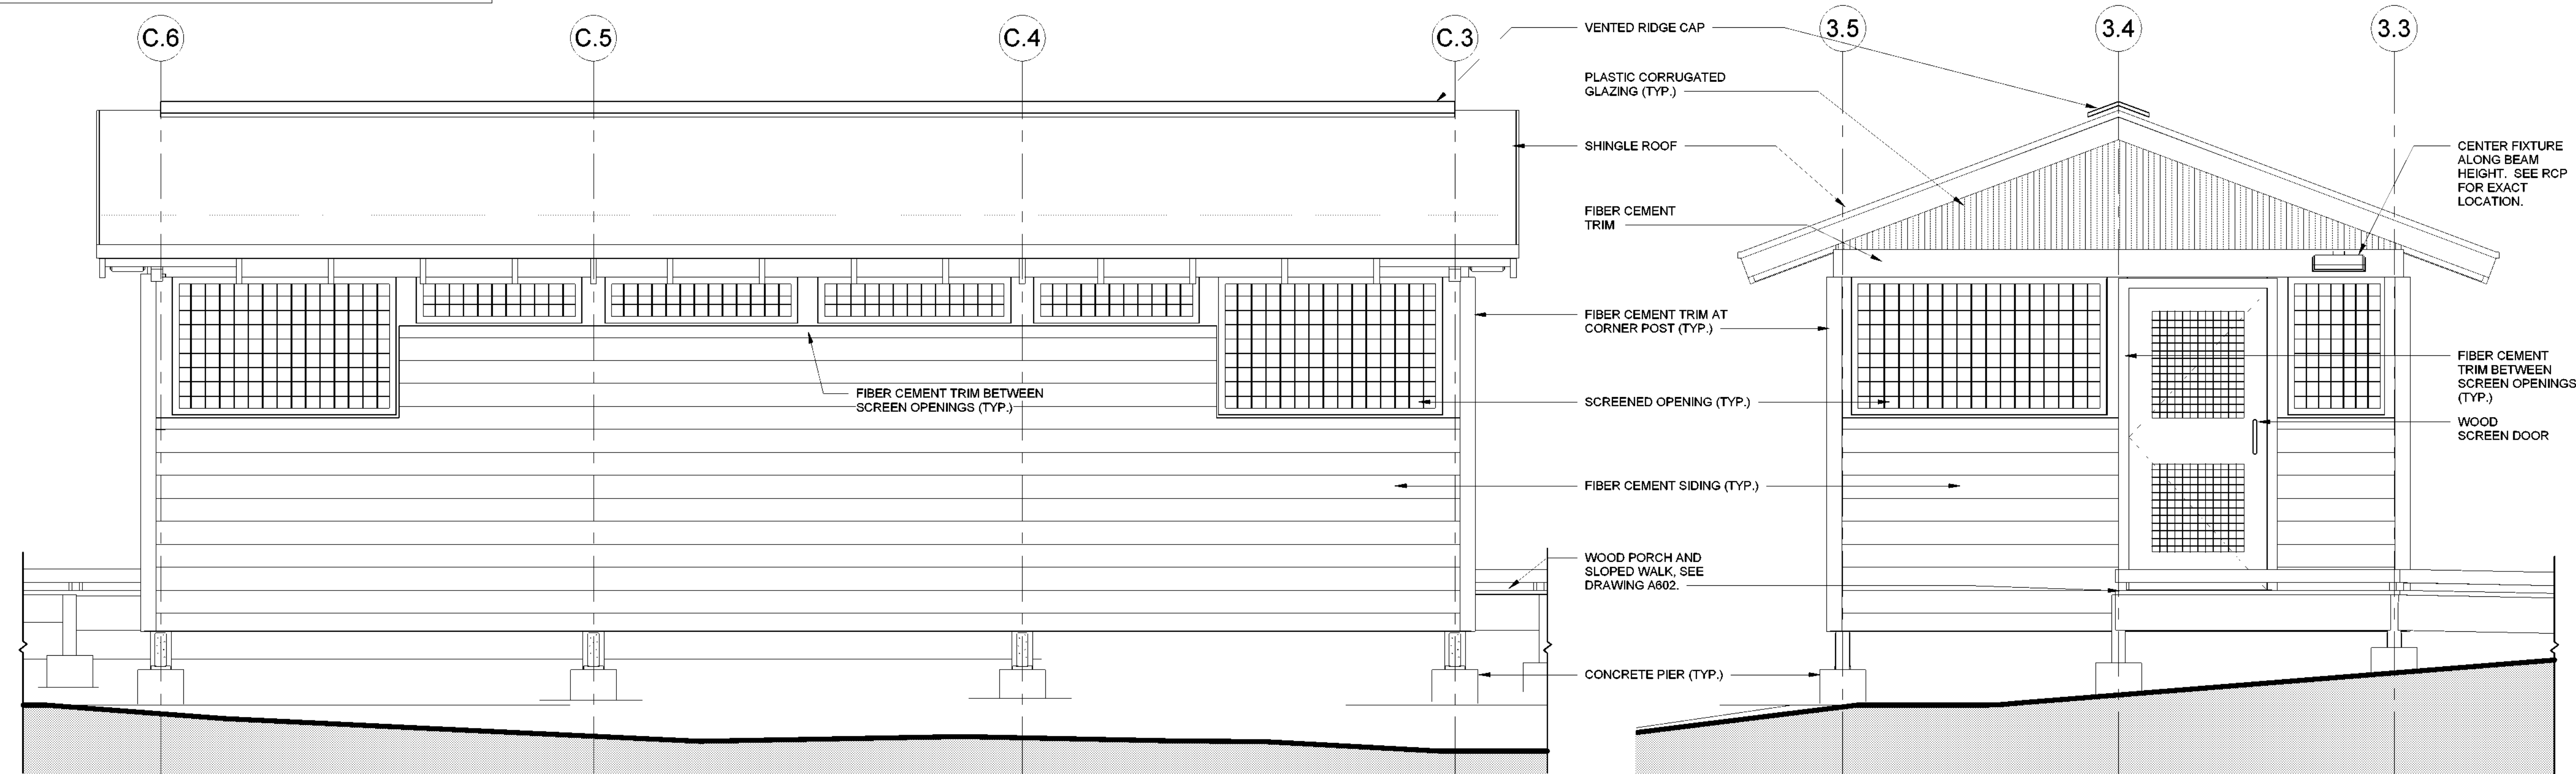 C.6
C.5
C.4
C.3
3.5
3.4
3.3
VENTED RIDGE CAP
PLASTIC CORRUGATED
GLAZING (TYP.)
SHINGLE ROOF
FIBER CEMENT
TRIM
FIBER CEMENT TRIM AT
CORNER POST (TYP.)
FIBER CEMENT TRIM BETWEEN
SCREEN OPENINGS (TYP.)
SCREENED OPENING (TYP.)
FIBER CEMENT SIDING (TYP.)
WOOD PORCH AND
SLOPED WALK, SEE
DRAWING A602.
CONCRETE PIER (TYP.)
CENTER FIXTURE
ALONG BEAM
HEIGHT. SEE RCP
FOR EXACT
LOCATION.
FIBER CEMENT
TRIM BETWEEN
SCREEN OPENINGS
(TYP.)
WOOD
SCREEN DOOR